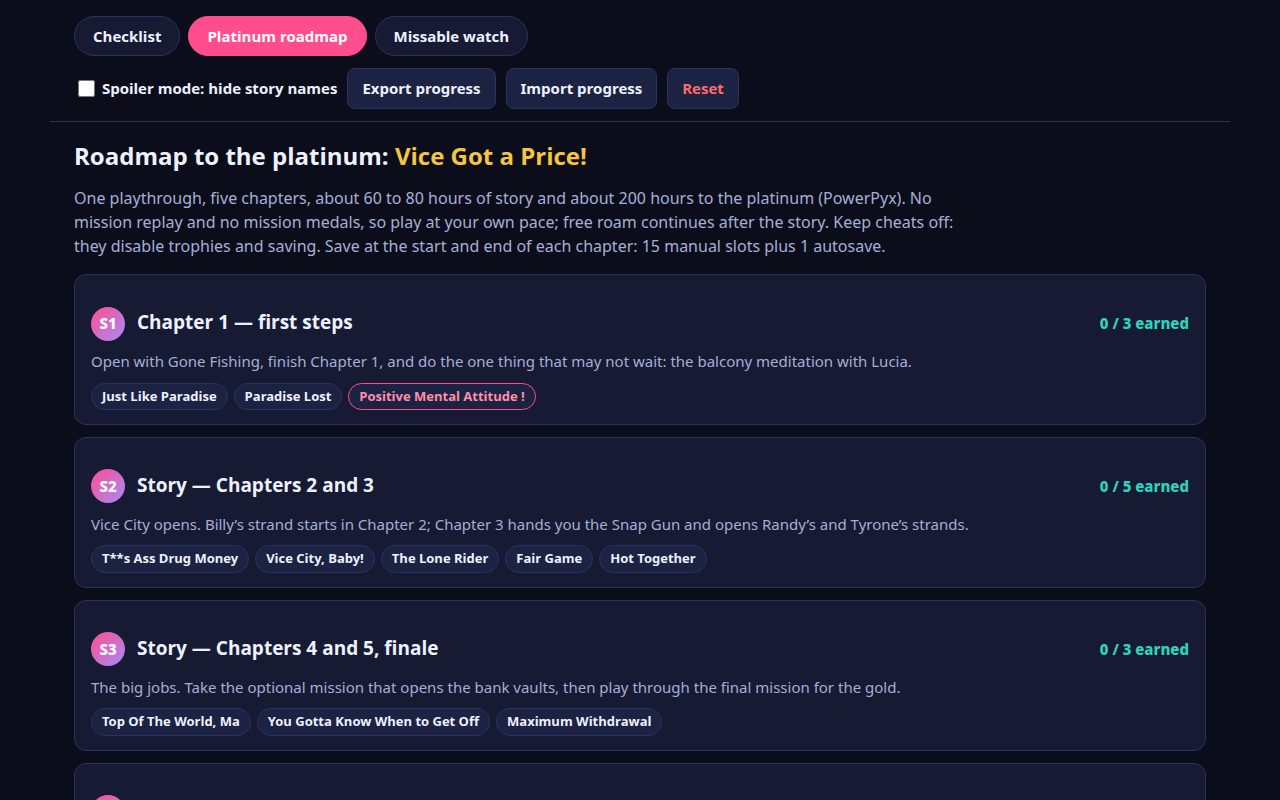 Checklist
Platinum roadmap
Missable watch
Spoiler mode: hide story names
Export progress
Import progress
Reset
Roadmap to the platinum: Vice Got a Price!
One playthrough, five chapters, about 60 to 80 hours of story and about 200 hours to the platinum (PowerPyx). No
mission replay and no mission medals, so play at your own pace; free roam continues after the story. Keep cheats off:
they disable trophies and saving. Save at the start and end of each chapter: 15 manual slots plus 1 autosave.
S1
Chapter 1 — first steps
0 / 3 earned
Open with Gone Fishing, finish Chapter 1, and do the one thing that may not wait: the balcony meditation with Lucia.
Just Like Paradise
Paradise Lost
Positive Mental Attitude !
S2
Story — Chapters 2 and 3
0 / 5 earned
Vice City opens. Billy’s strand starts in Chapter 2; Chapter 3 hands you the Snap Gun and opens Randy’s and Tyrone’s strands.
T**s Ass Drug Money
Vice City, Baby!
The Lone Rider
Fair Game
Hot Together
S3
Story — Chapters 4 and 5, finale
0 / 3 earned
The big jobs. Take the optional mission that opens the bank vaults, then play through the final mission for the gold.
Top Of The World, Ma
You Gotta Know When to Get Off
Maximum Withdrawal